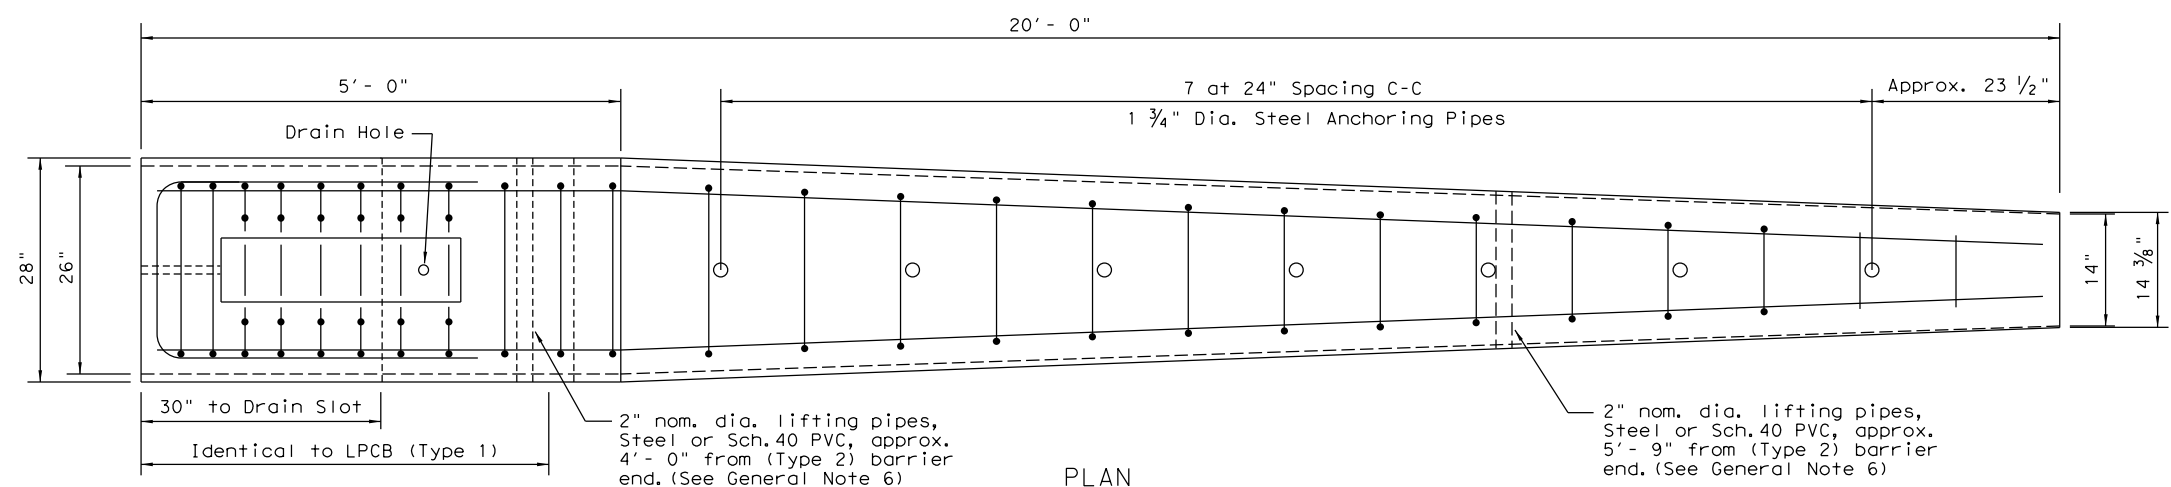 20'- 0"
5'- 0"
7 at 24" Spacing C-C
Approx. 23 ½"
1 ¾" Dia. Steel Anchoring Pipes
Drain Hole
28"
26"
14"
14 ⅜"
30" to Drain Slot
Identical to LPCB (Type 1)
2" nom. dia. lifting pipes,
Steel or Sch.40 PVC, approx.
4'- 0" from (Type 2) barrier
end.(See General Note 6)
2" nom. dia. lifting pipes,
Steel or Sch.40 PVC, approx.
5'- 9" from (Type 2) barrier
end.(See General Note 6)
PLAN